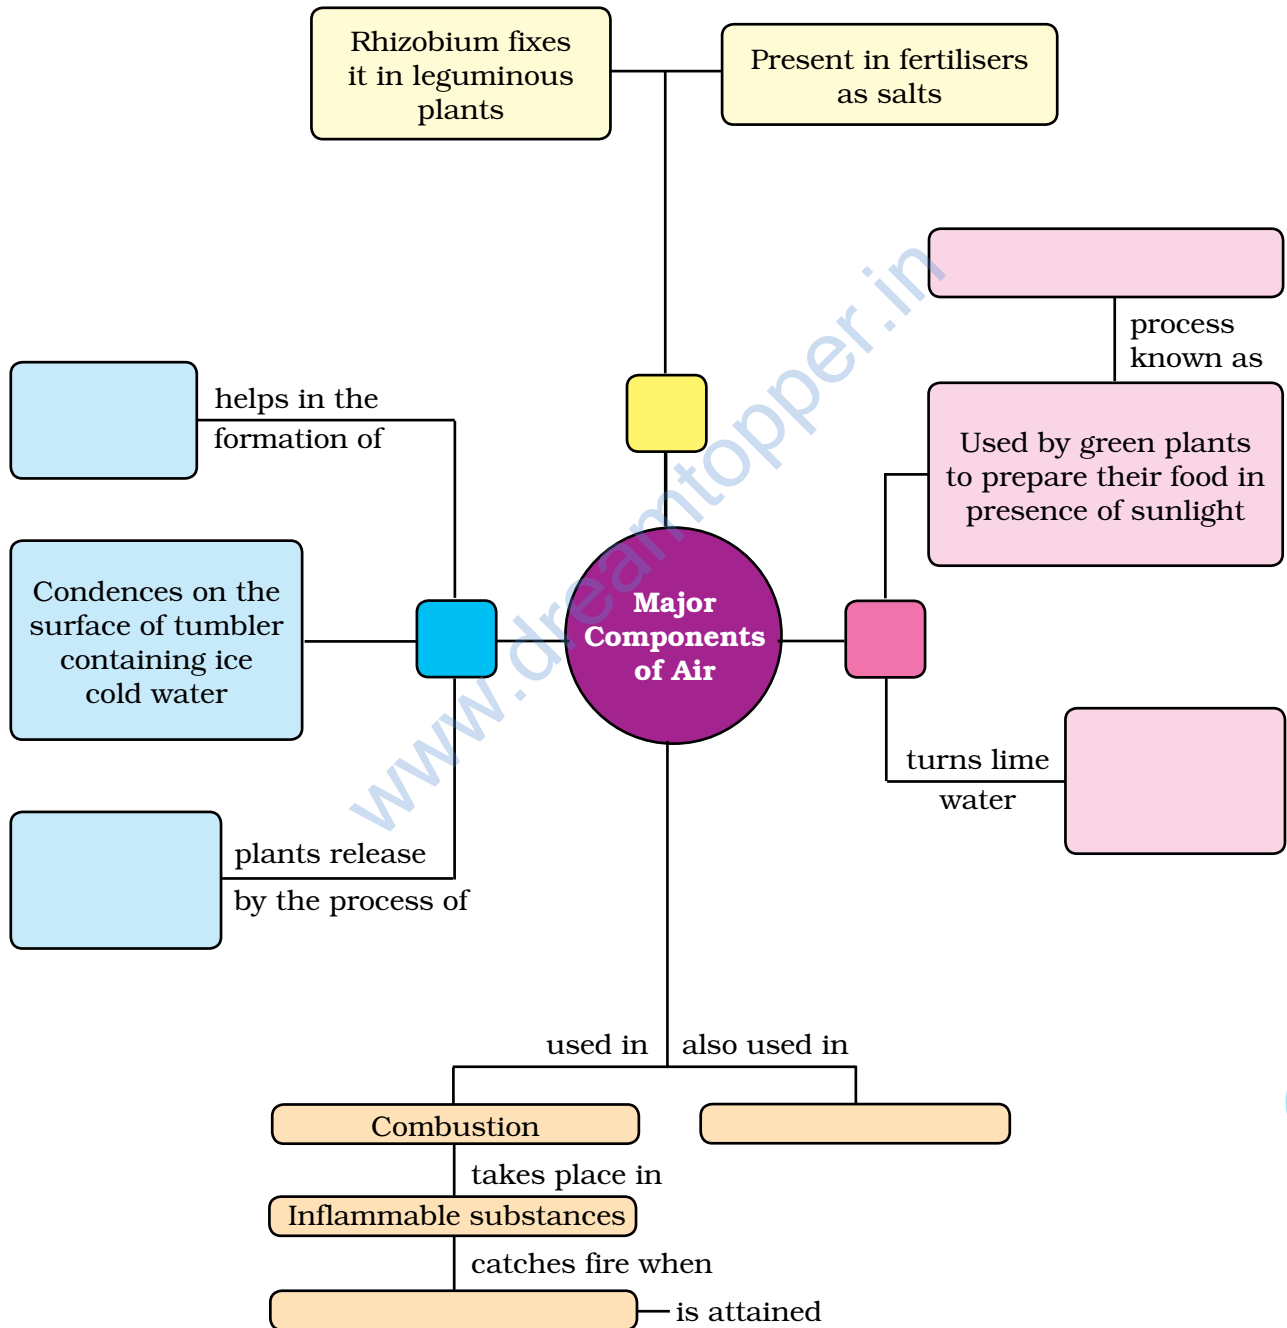 Rhizobium fixes
it in leguminous
plants
Present in fertilisers
as salts
process
known as
helps in the
formation of
Used by green plants
to prepare their food in
presence of sunlight
Condences on the
surface of tumbler
containing ice
cold water
Major
Components
of Air
turns lime
water
plants release
by the process of
used in
also used in
Combustion
takes place in
Inflammable substances
catches fire when
is attained
www.dreamtopper.in